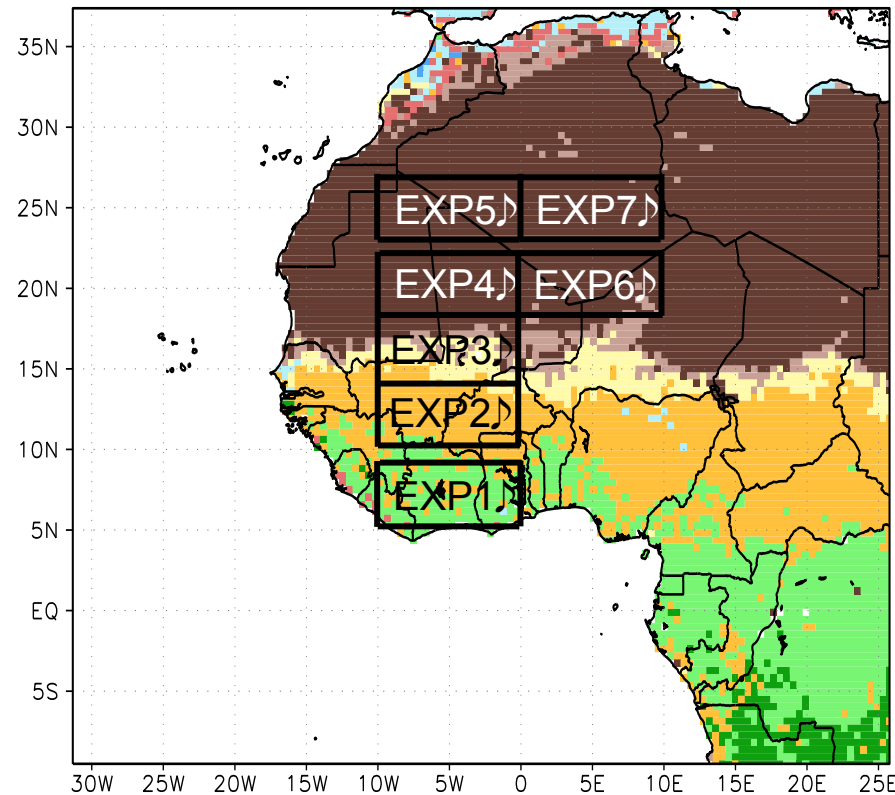 35N
30N
25N
EXP5♪ EXP7♪
20N
EXP4♪ EXP6♪
15N
EXP3♪
EXP2♪
10N
EXP1♪
5N
EQ
5S
30W 25W 20W 15W 10W 5W 0 5E 10E 15E 20E 25E